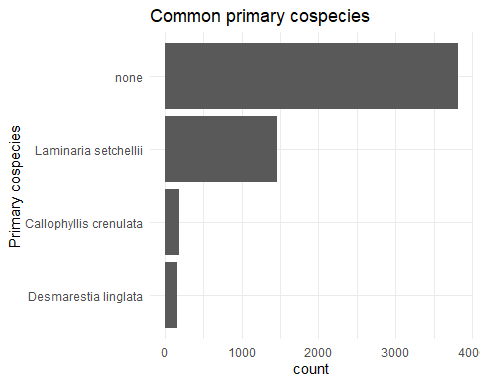 Common primary cospecies
Primary cospecies
none
Laminaria setchellii
Callophyllis crenulata
Desmarestia linglata
0 1000 2000 3000 400
count